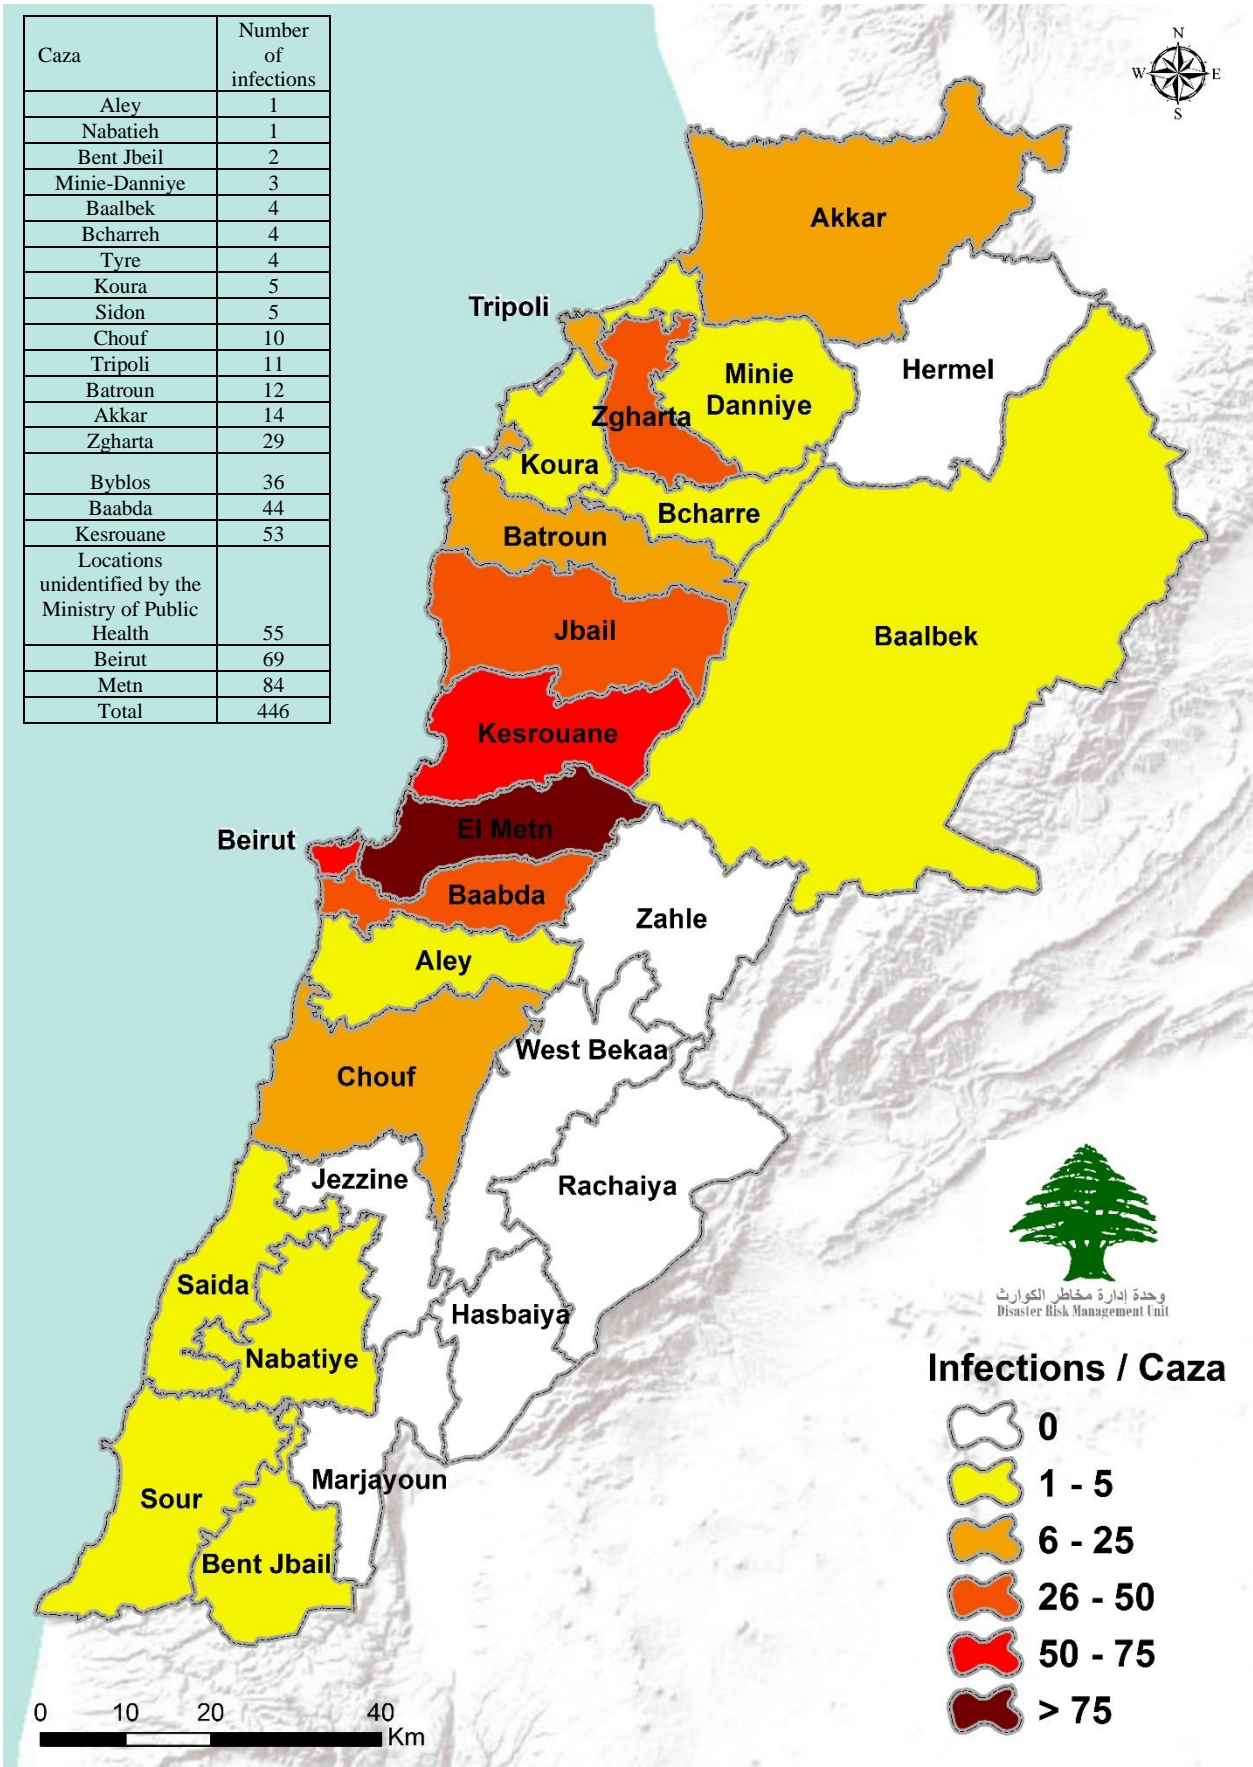 Caza
Number
of
infections
Aley 1
Nabatieh 1
Bent Jbeil 2
Minie-Danniye 3
Baalbek 4
Bcharreh 4
Tyre 4
Koura 5
Sidon 5
Chouf 10
Tripoli 11
Batroun 12
Akkar 14
Zgharta 29
Byblos 36
Baabda 44
Kesrouane 53
Locations
unidentified by the
Ministry of Public
Health 55
Beirut 69
Metn 84
Total 446
N
W E
S
Akkar
Tripoli
Hermel
Minie
Danniye
Zgharta
Koura
Bcharre
Batroun
Jbail
Baalbek
Kesrouane
El Metn
Beirut
Baabda
Zahle
Aley
West Bekaa
Chouf
Jezzine
Rachaiya
Saida
Hasbaiya
Nabatiye
Marjayoun
Sour
Bent Jbail
وحدة إدارة مخاطر الكوارث
Disaster Risk Management Unit
Infections / Caza
0
1 - 5
6 - 25
26 - 50
50 - 75
> 75
0 10 20 40
Km